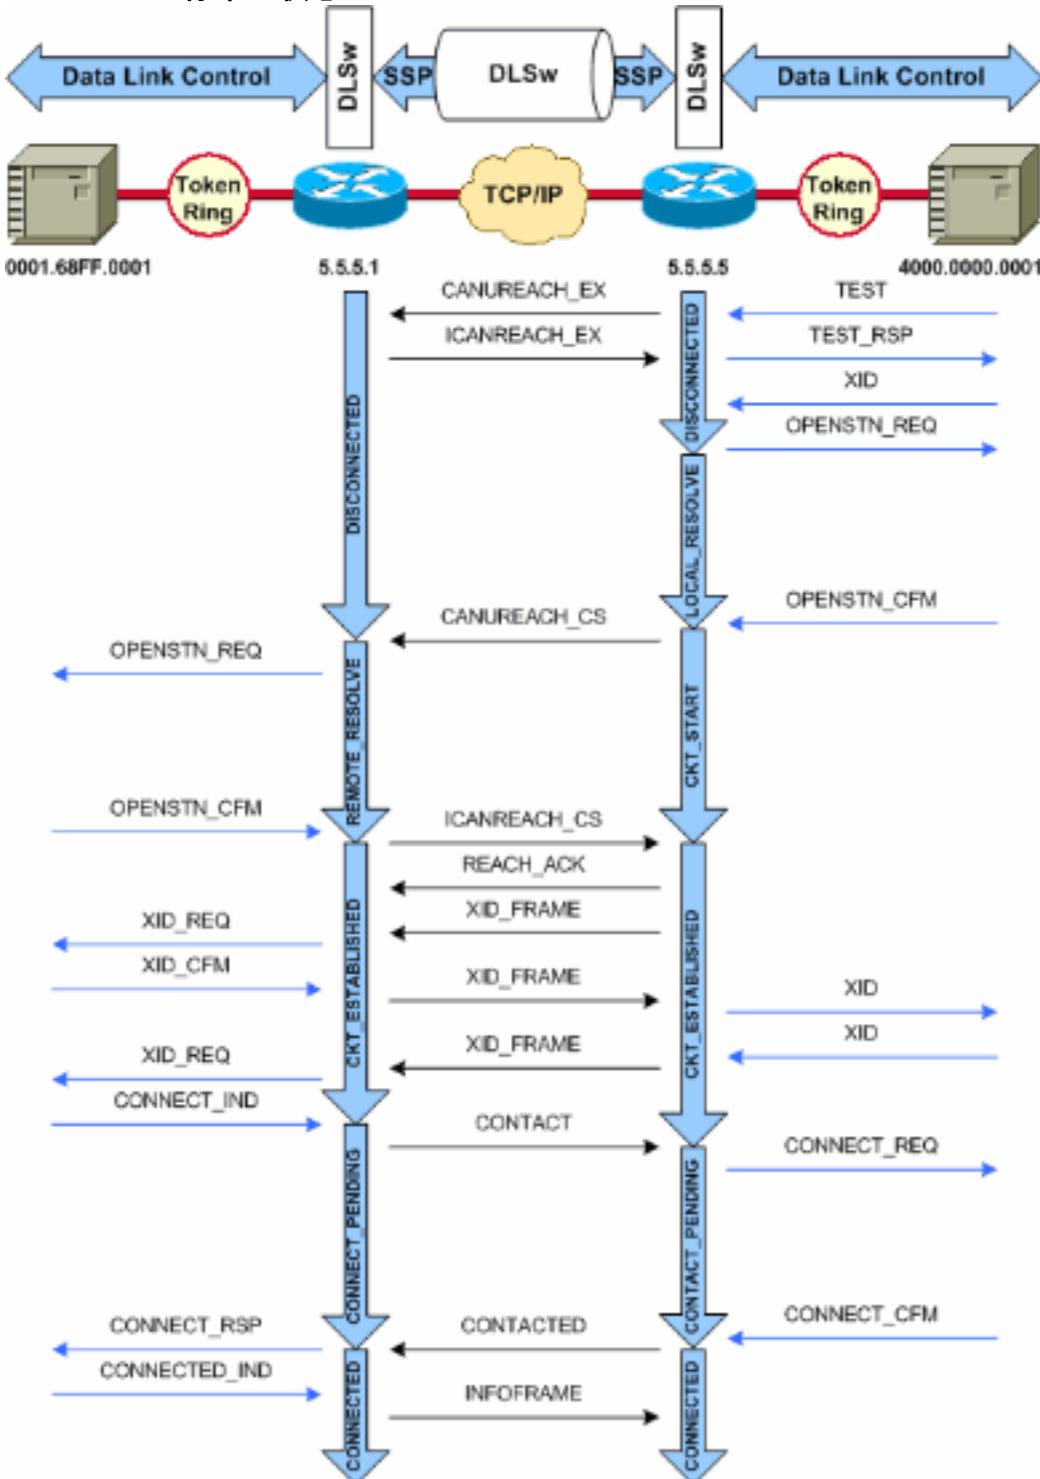 Data Link Control
DLSw
SSP
DLSw
SSP
DLSw
Data Link Control
Token
Ring
TCP/IP
Token
Ring
0001.68FF.0001
5.5.5.1
5.5.5.5
4000.0000.0001
CANUREACH_EX
TEST
ICANREACH_EX
TEST_RSP
XID
DISCONNECTED
DISCONNECTED
OPENSTN_REQ
LOCAL_RESOLVE
OPENSTN_CFM
CANUREACH_CS
OPENSTN_REQ
REMOTE_RESOLVE
CKT_START
OPENSTN_CFM
ICANREACH_CS
REACH_ACK
XID_FRAME
XID_REQ
XID_CFM
XID_FRAME
XID
CKT_ESTABLISHED
CKT_ESTABLISHED
XID_FRAME
XID
XID_REQ
CONNECT_IND
CONTACT
CONNECT_REQ
CONNECT_PENDING
CONTACT_PENDING
CONNECT_RSP
CONTACTED
CONNECT_CFM
CONNECTED_IND
INFOFRAME
CONNECTED
CONNECTED